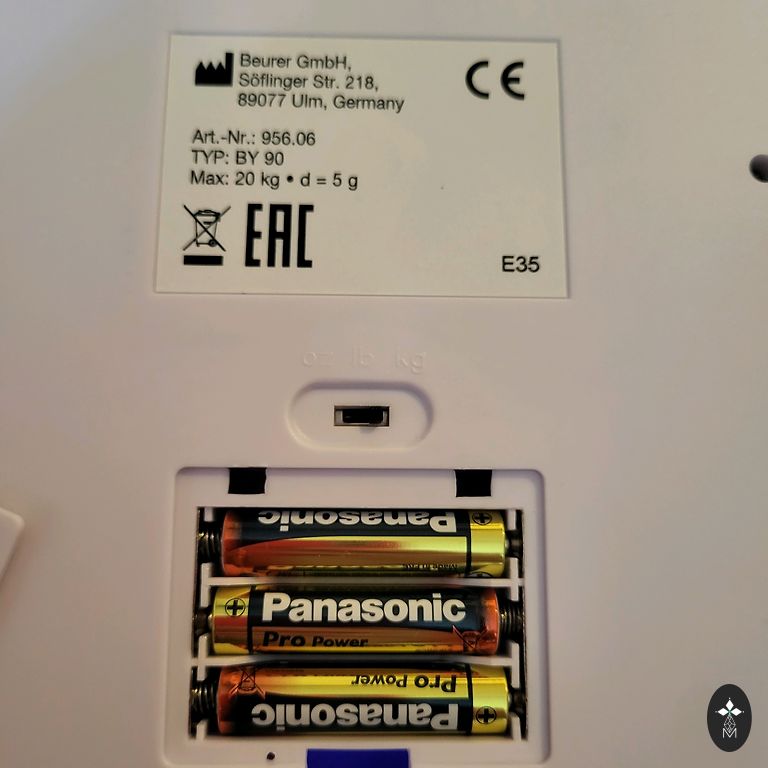 Beurer GmbH,
Söflinger Str. 218,
89077 Ulm, Germany
CE
Art.-Nr.: 956.06
TYP: BY 90
Max: 20 kg • d = 5 g
EAC
E35
oz lb kg
Panasonic
Panasonic
Pro Power
Pro Power
Panasonic
M